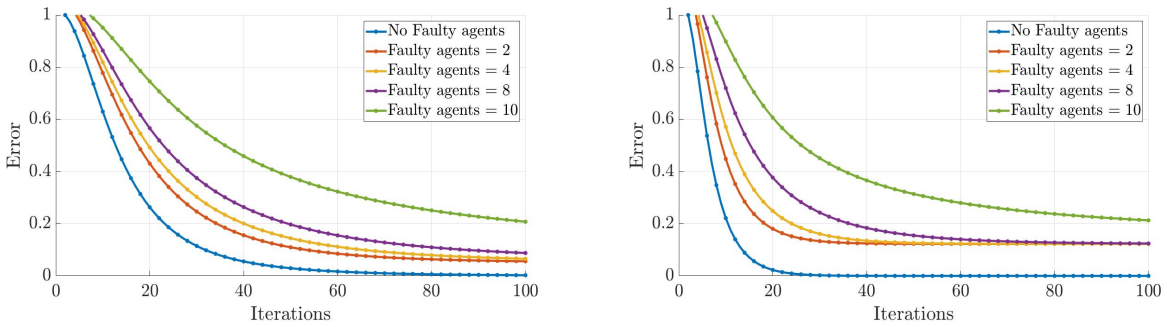 1
0.8
0.6
0.4
0.2
0
Error
0 20 40 60 80 100
Iterations
No Faulty agents
Faulty agents = 2
Faulty agents = 4
Faulty agents = 8
Faulty agents = 10
1
0.8
0.6
0.4
0.2
0
Error
0 20 40 60 80 100
Iterations
No Faulty agents
Faulty agents = 2
Faulty agents = 4
Faulty agents = 8
Faulty agents = 10